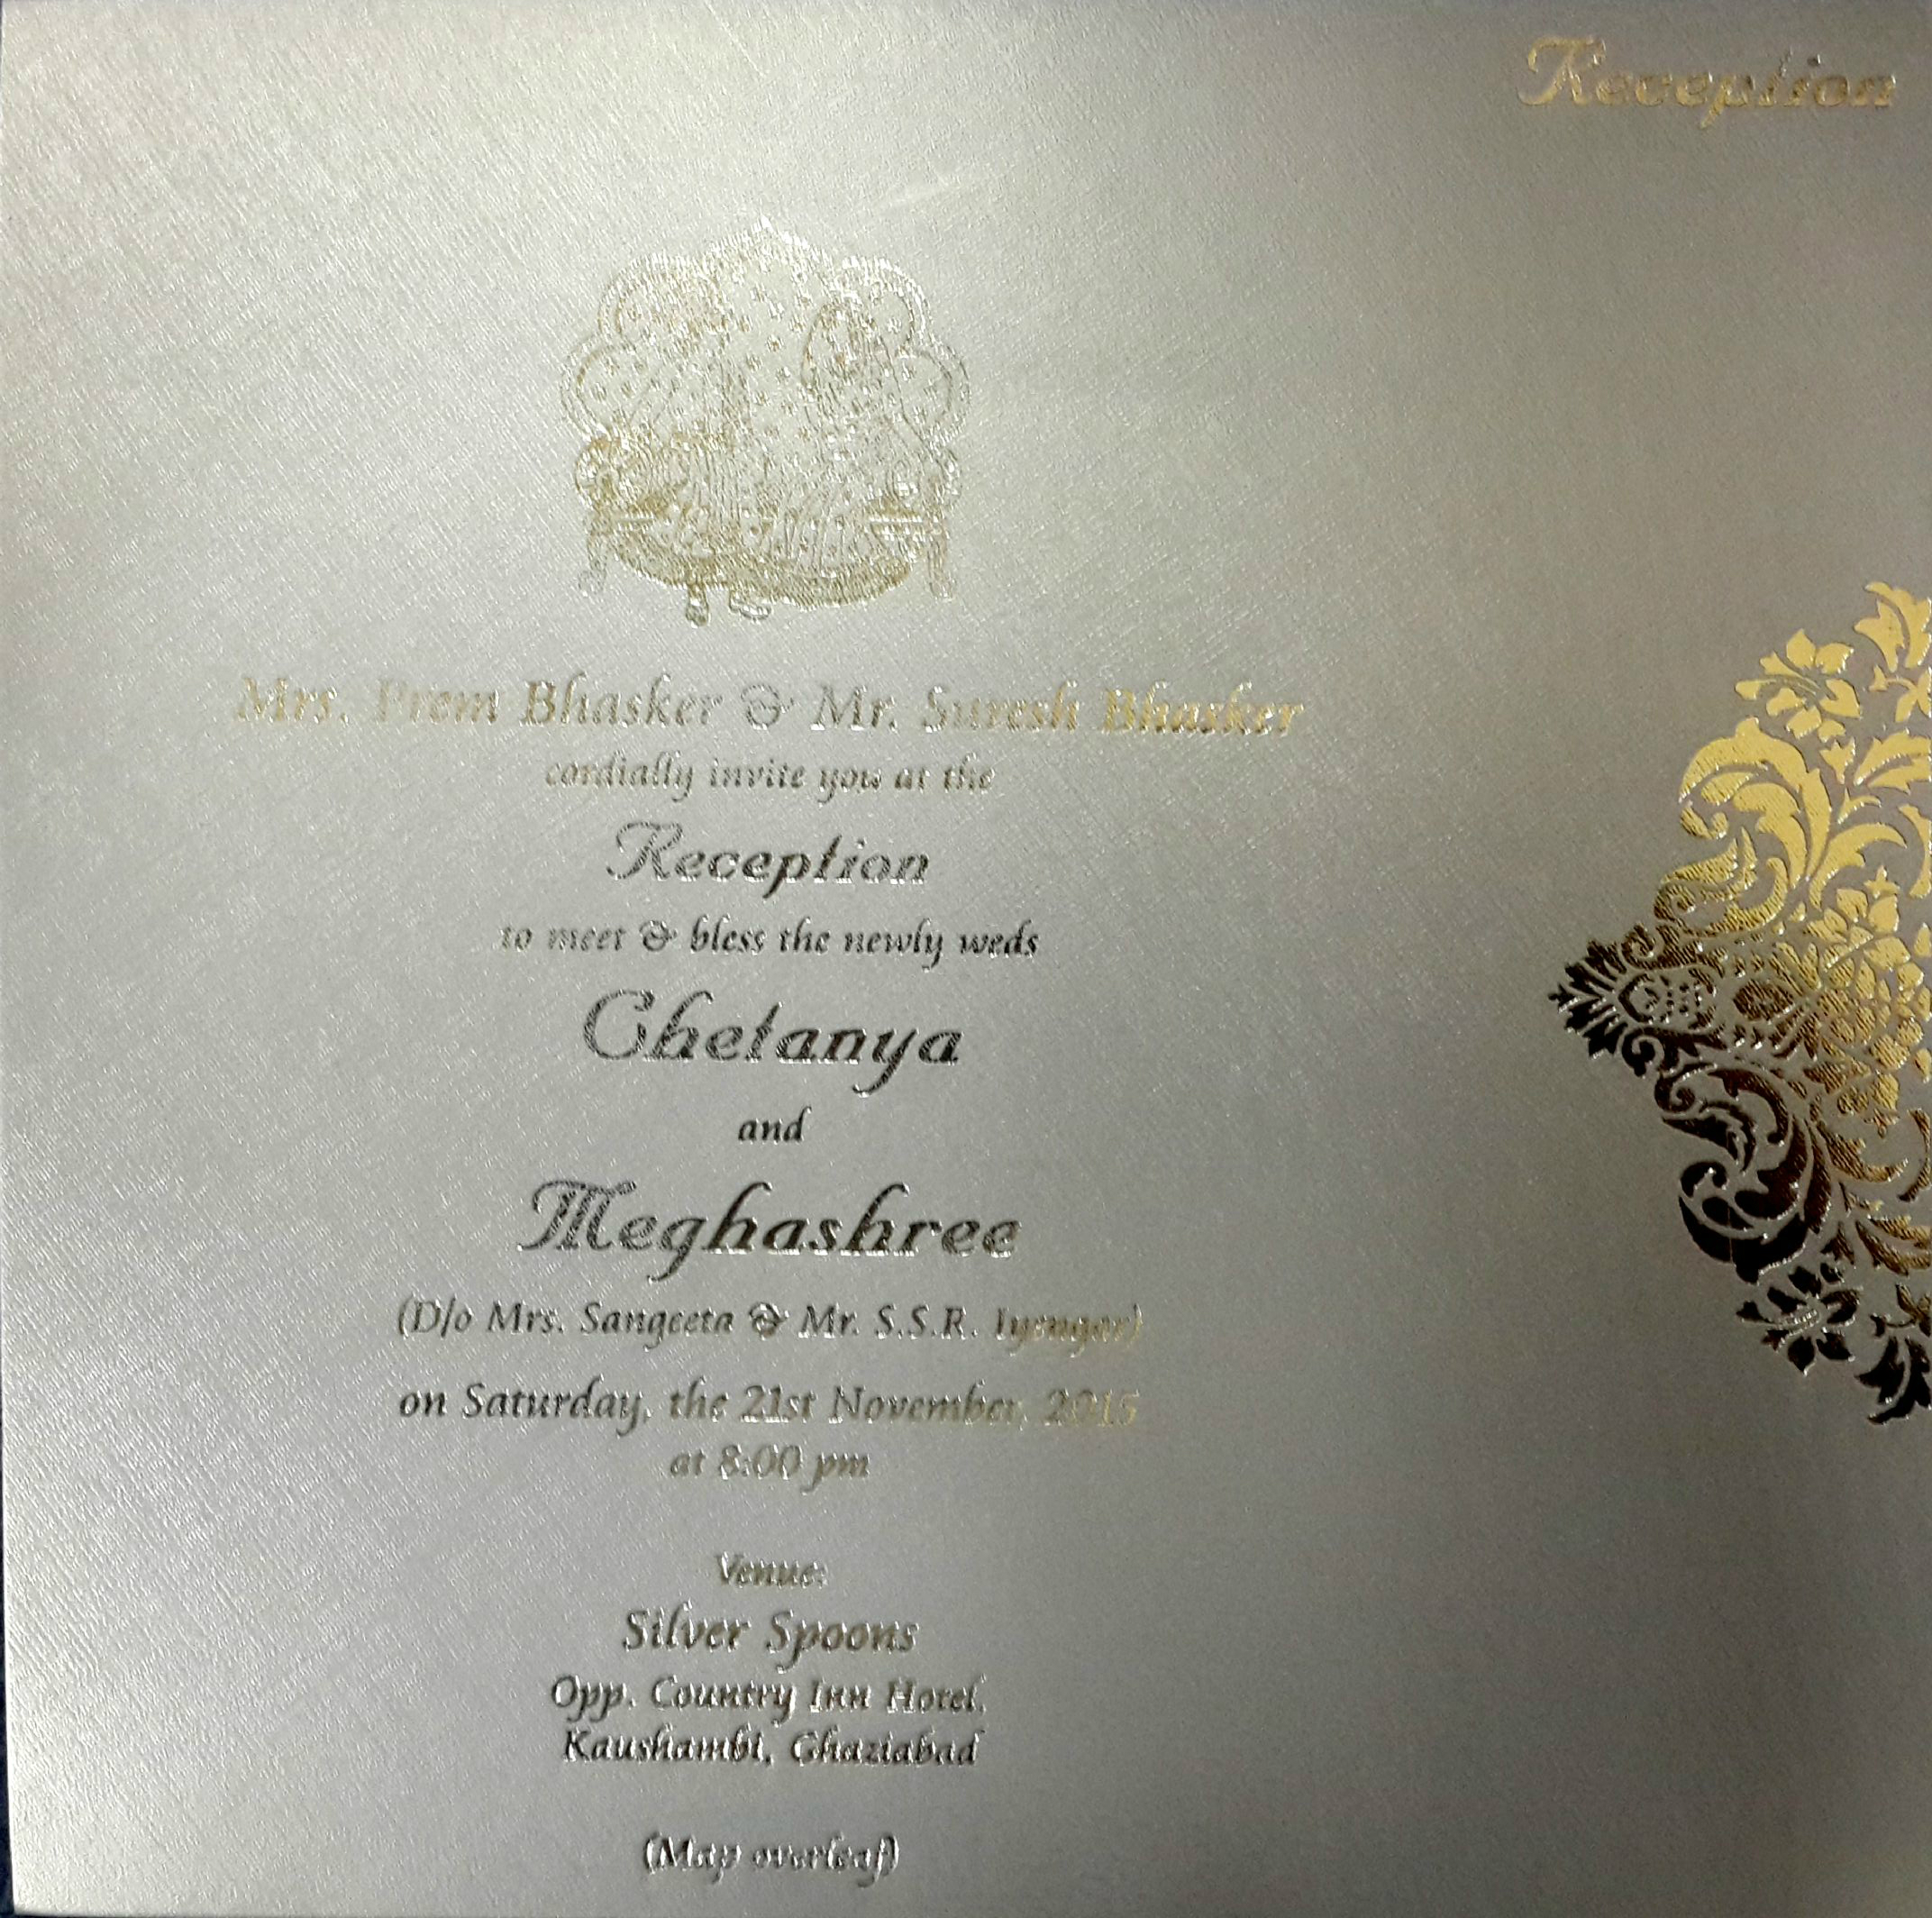 Reception
Mrs. Prem Bhasker & Mr. Suresh Bhasker
cordially invite you at the
Reception
to meet & bless the newly weds
Chetanya
and
Meghashree
(D/o Mrs. Sangeeta & Mr. S.S.R. Iyengar)
on Saturday, the 21st November, 2015
at 8:00 pm
Venue:
Silver Spoons
Opp. Country Inn Hotel,
Kaushambi, Ghaziabad
(Map overleaf)